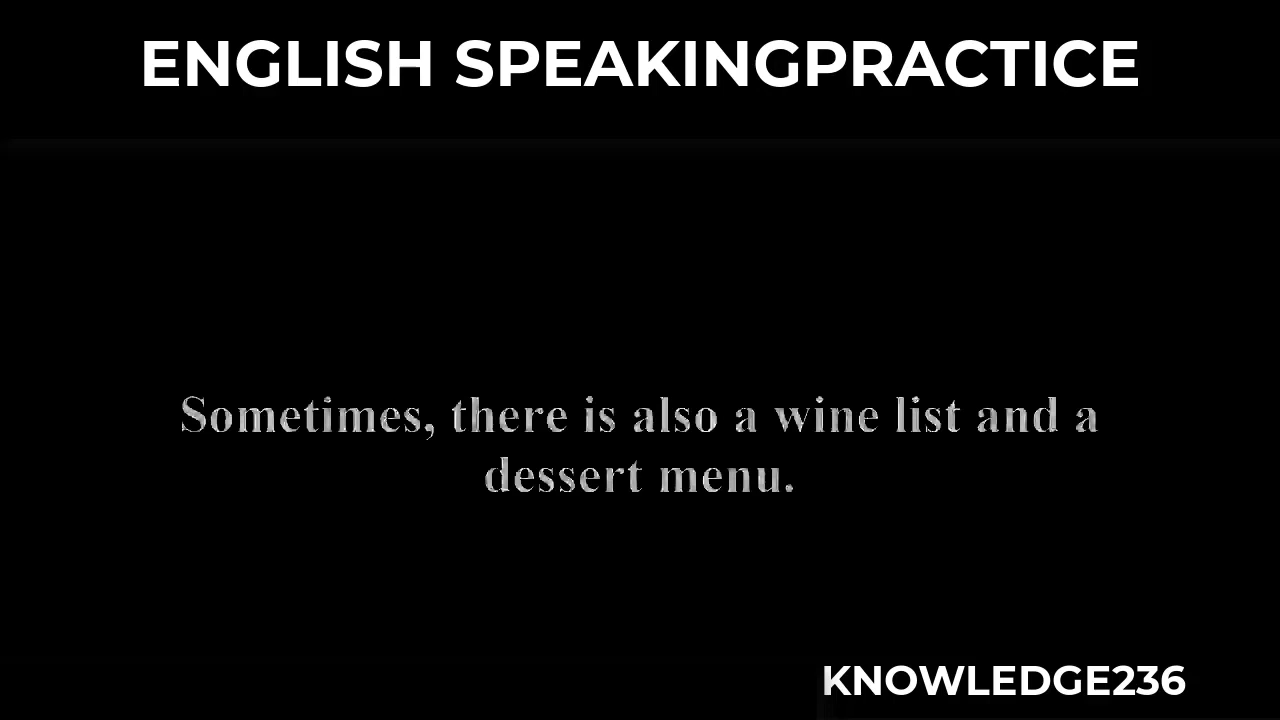 ENGLISH SPEAKINGPRACTICE
Sometimes, there is also a wine list and a
dessert menu.
KNOWLEDGE236